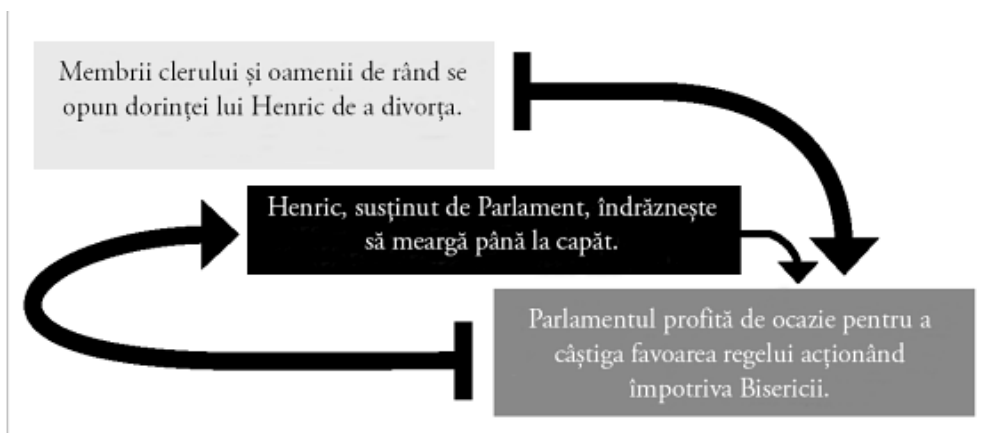 Membrii clerului și oamenii de rând se
opun dorinței lui Henric de a divorța.
Henric, susținut de Parlament, îndrăznește
să meargă până la capăt.
Parlamentul profită de ocazie pentru a
câștiga favoarea regelui acționând
împotriva Bisericii.